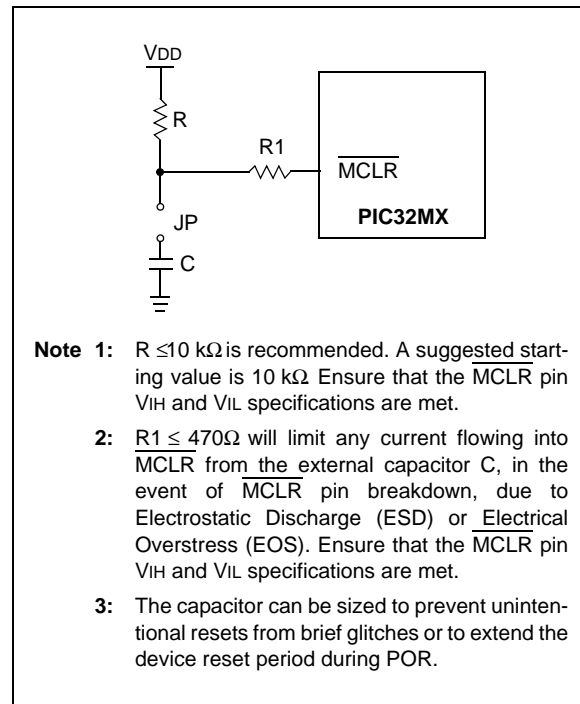 VDD
R
R1
MCLR
JP
PIC32MX
C
Note 1: R ≤10 kΩ is recommended. A suggested start-
ing value is 10 kΩ. Ensure that the MCLR pin
VIH and VIL specifications are met.
2: R1 ≤ 470Ω will limit any current flowing into
MCLR from the external capacitor C, in the
event of MCLR pin breakdown, due to
Electrostatic Discharge (ESD) or Electrical
Overstress (EOS). Ensure that the MCLR pin
VIH and VIL specifications are met.
3: The capacitor can be sized to prevent uninten-
tional resets from brief glitches or to extend the
device reset period during POR.